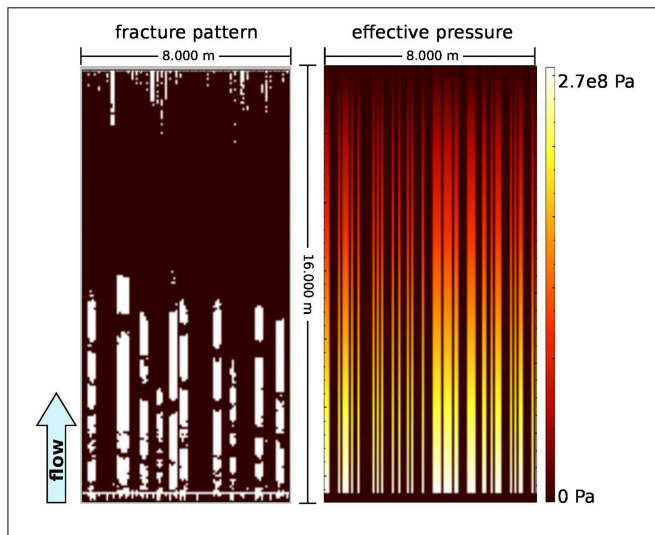 fracture pattern
effective pressure
8.000 m
8.000 m
2.7e8 Pa
16.000 m
flow
0 Pa